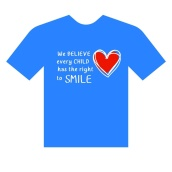 We BELIEVE
every CHILD
has the right
to SMILE